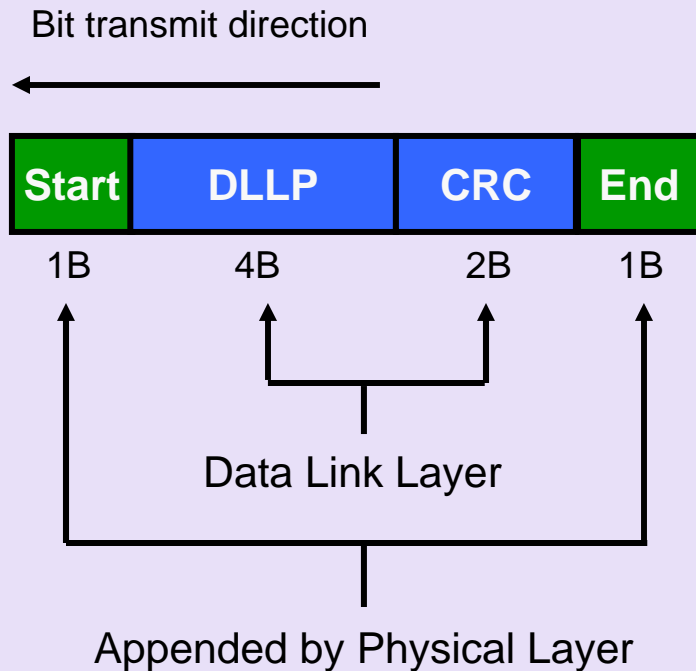 Bit transmit direction
Start DLLP CRC End
1B 4B 2B 1B
Data Link Layer
Appended by Physical Layer